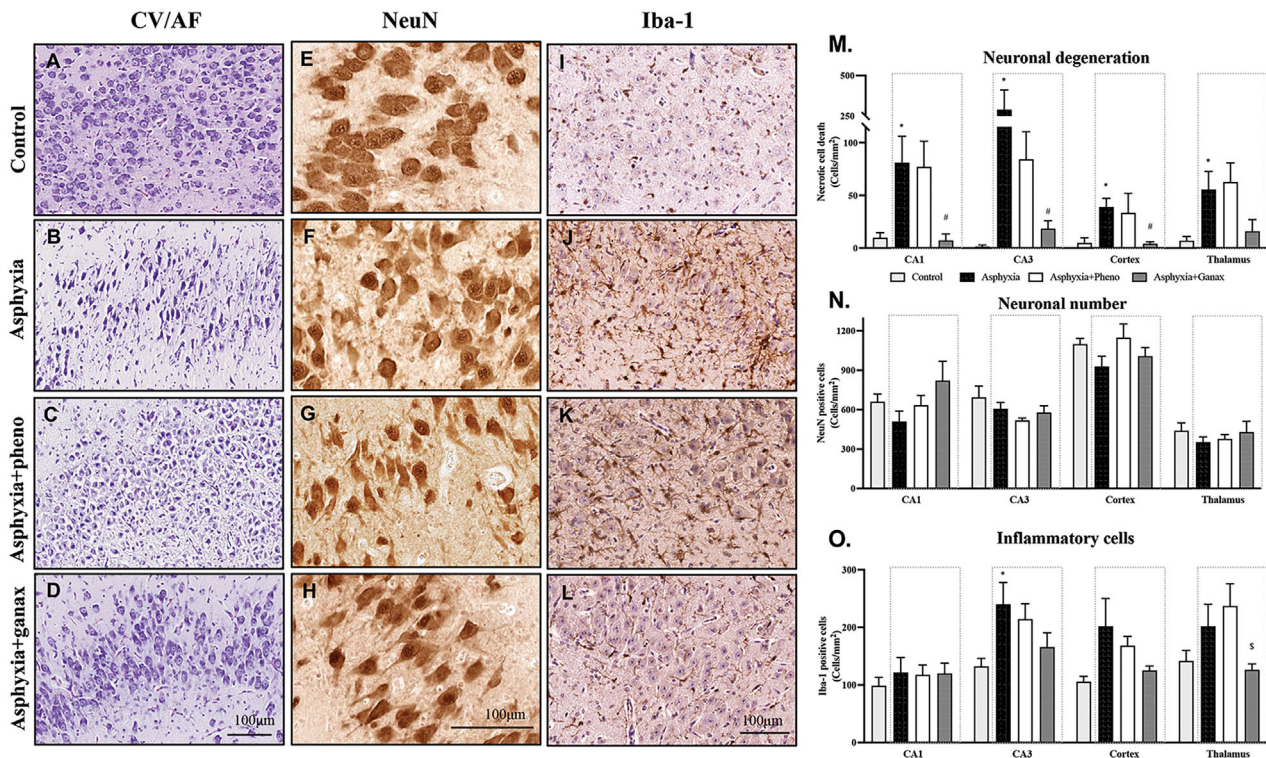 CV/AF
NeuN
Iba-1
Control
Asphyxia
Asphyxia+pheno
Asphyxia+ganax
A
E
I
B
F
J
C
G
K
D
H
L
100µm
100µm
100µm
M.
Neuronal degeneration
Necrotic cell death
(Cells/mm²)
500
250
100
50
0
*
#
*
#
*
#
*
CA1
CA3
Cortex
Thalamus
Control
Asphyxia
Asphyxia+Pheno
Asphyxia+Ganax
N.
Neuronal number
NeuN positive cells
(Cells/mm²)
1200
900
600
300
0
CA1
CA3
Cortex
Thalamus
O.
Inflammatory cells
Iba-1 positive cells
(Cells/mm²)
300
200
100
0
*
$
CA1
CA3
Cortex
Thalamus